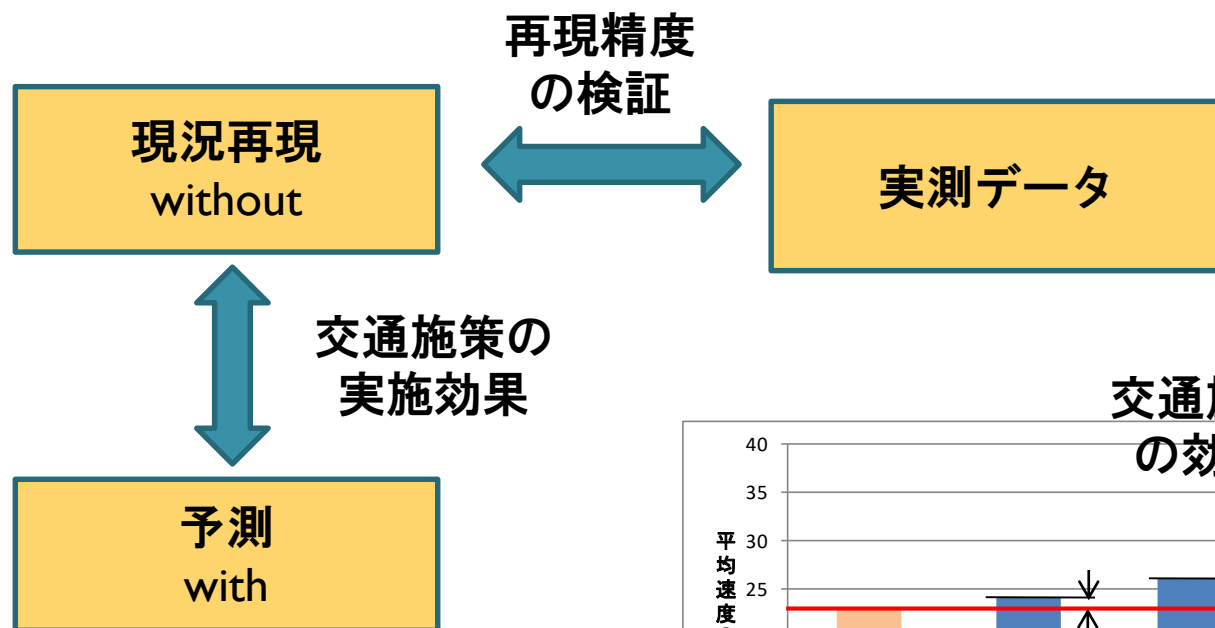 再現精度
の検証
現況再現
without
実測データ
交通施策の
実施効果
予測
with
交通
の効
40
35
30
25
平均速度